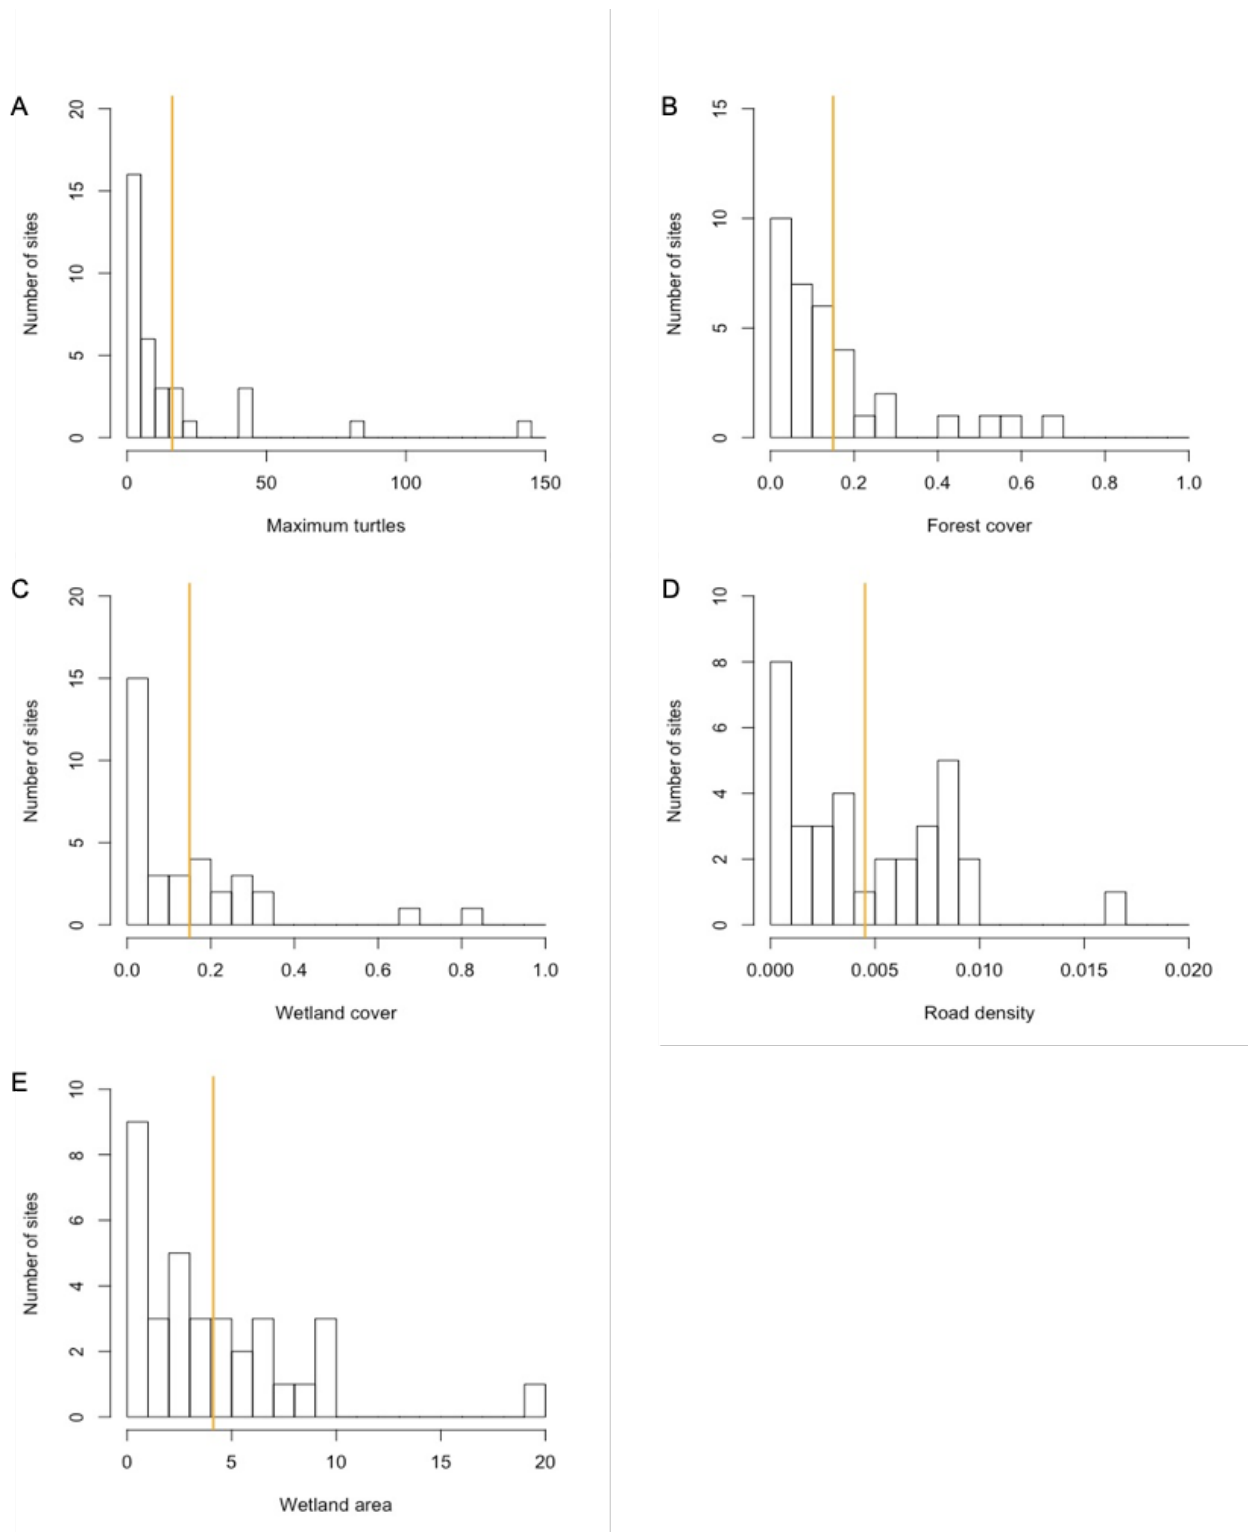 A
20
15
10
5
0
Number of sites
0 50 100 150
Maximum turtles
B
15
10
5
0
Number of sites
0.0 0.2 0.4 0.6 0.8 1.0
Forest cover
C
20
15
10
5
0
Number of sites
0.0 0.2 0.4 0.6 0.8 1.0
Wetland cover
D
10
8
6
4
2
0
Number of sites
0.000 0.005 0.010 0.015 0.020
Road density
E
10
8
6
4
2
0
Number of sites
0 5 10 15 20
Wetland area